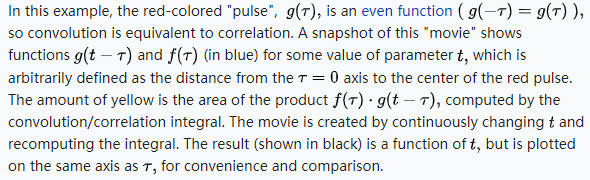 In this example, the red-colored "pulse", g(τ), is an even function ( g(−τ) = g(τ) ),
so convolution is equivalent to correlation. A snapshot of this "movie" shows
functions g(t − τ) and f(τ) (in blue) for some value of parameter t, which is
arbitrarily defined as the distance from the τ = 0 axis to the center of the red pulse.
The amount of yellow is the area of the product f(τ) · g(t − τ), computed by the
convolution/correlation integral. The movie is created by continuously changing t and
recomputing the integral. The result (shown in black) is a function of t, but is plotted
on the same axis as τ, for convenience and comparison.